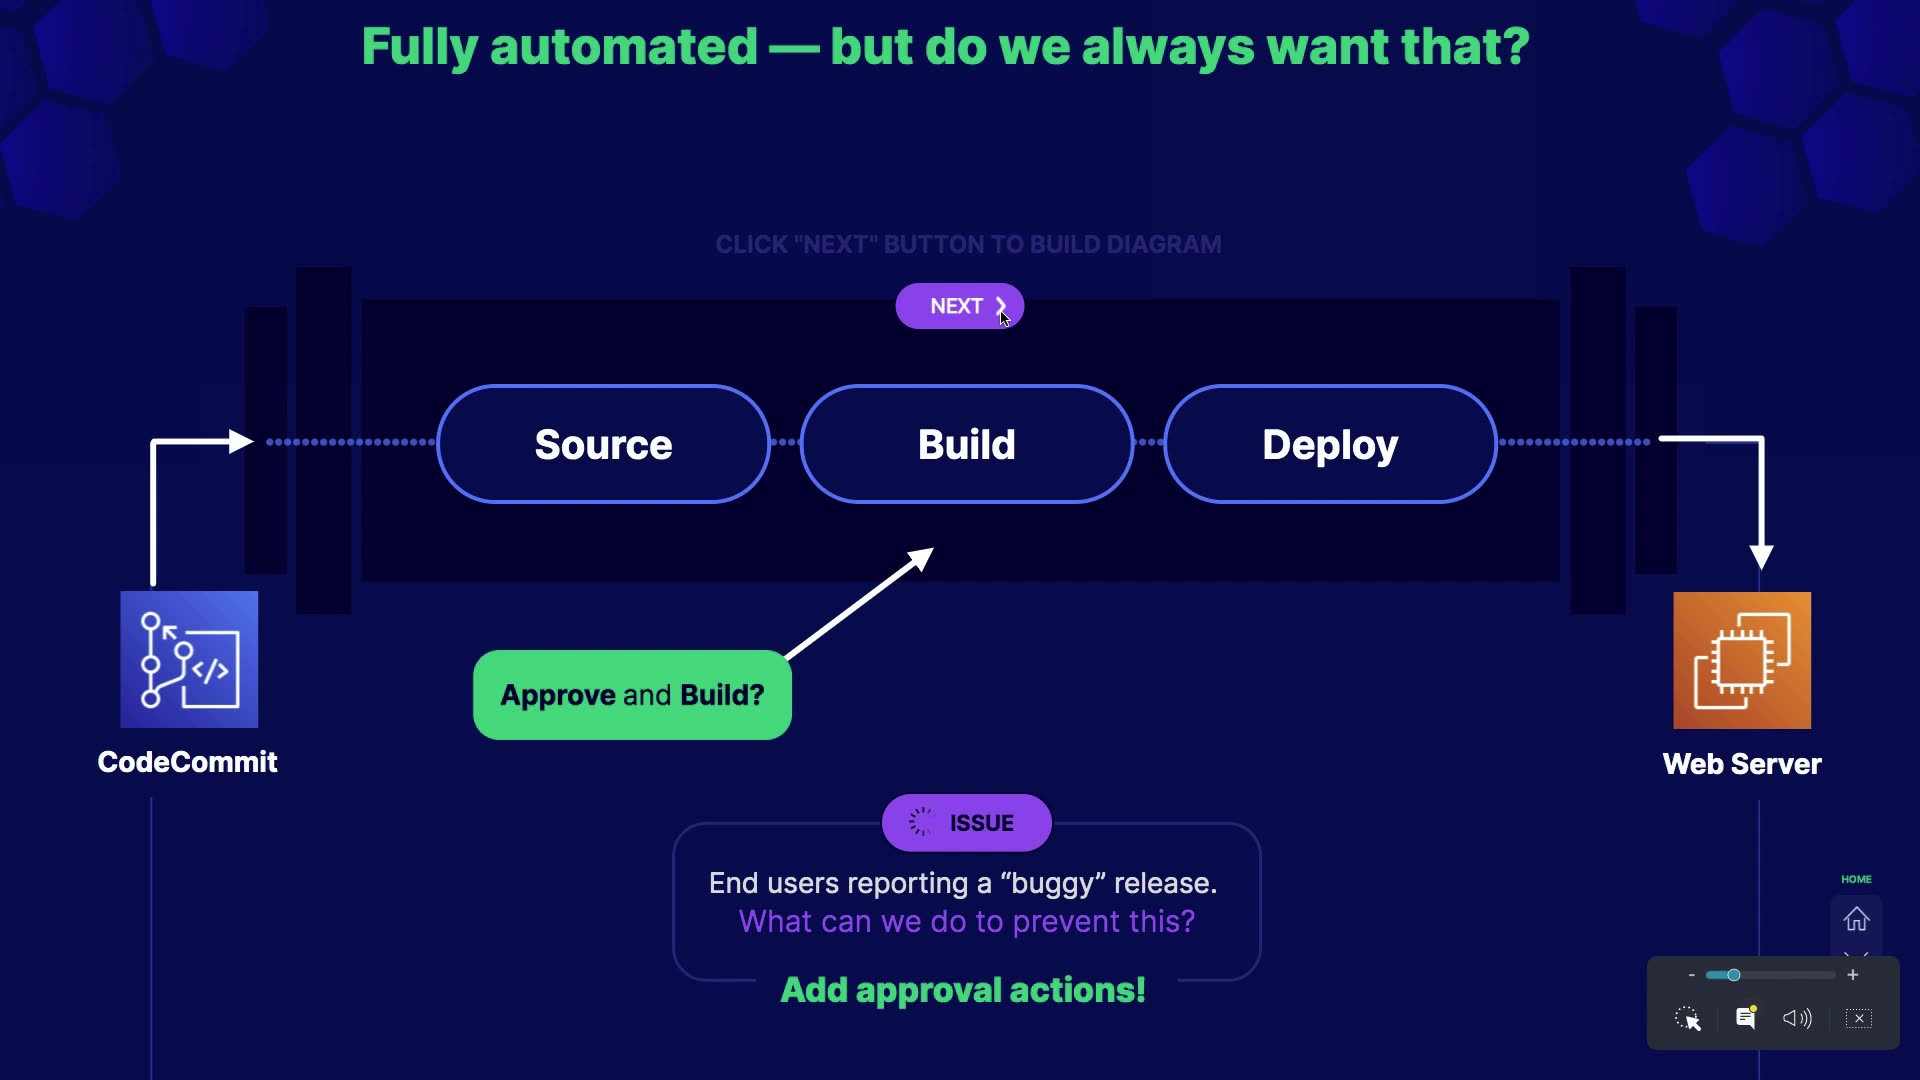 Fully automated — but do we always want that?
CLICK "NEXT" BUTTON TO BUILD DIAGRAM
NEXT
Source
Build
Deploy
Approve and Build?
CodeCommit
Web Server
ISSUE
End users reporting a “buggy” release.
What can we do to prevent this?
Add approval actions!
HOME
- +